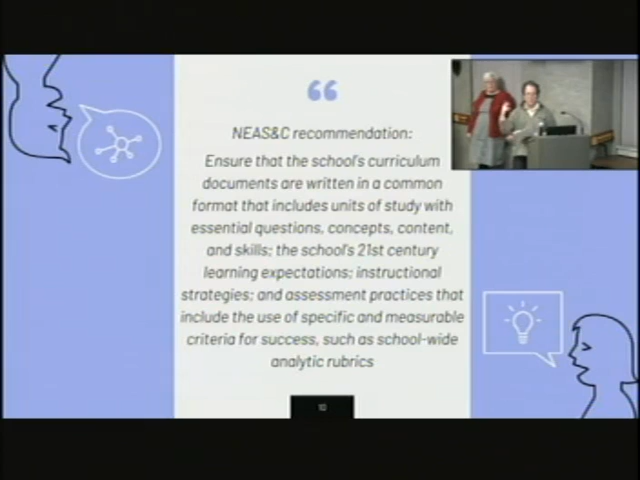 “
NEAS&C recommendation:
Ensure that the school's curriculum
documents are written in a common
format that includes units of study with
essential questions, concepts, content,
and skills; the school's 21st century
learning expectations; instructional
strategies; and assessment practices that
include the use of specific and measurable
criteria for success, such as school-wide
analytic rubrics
10